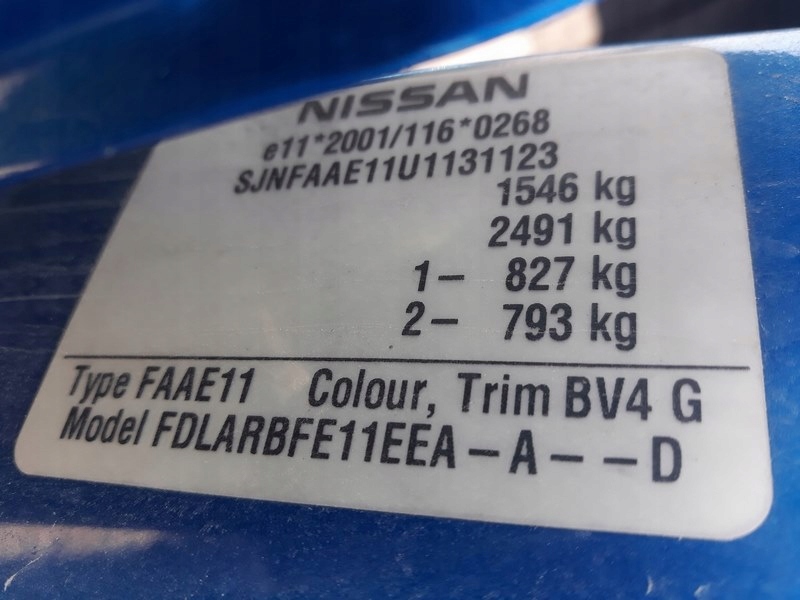 NISSAN
e11*2001/116*0268
SJNFAAE11U1131123
1546 kg
2491 kg
1– 827 kg
2– 793 kg
Type FAAE11 Colour, Trim BV4 G
Model FDLARBFE11EEA – A – – D